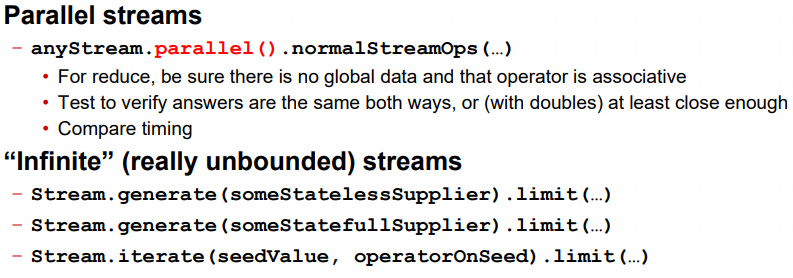 Parallel streams
– anyStream.parallel().normalStreamOps(…)
• For reduce, be sure there is no global data and that operator is associative
• Test to verify answers are the same both ways, or (with doubles) at least close enough
• Compare timing
“Infinite” (really unbounded) streams
– Stream.generate(someStatelessSupplier).limit(…)
– Stream.generate(someStatefullSupplier).limit(…)
– Stream.iterate(seedValue, operatorOnSeed).limit(…)